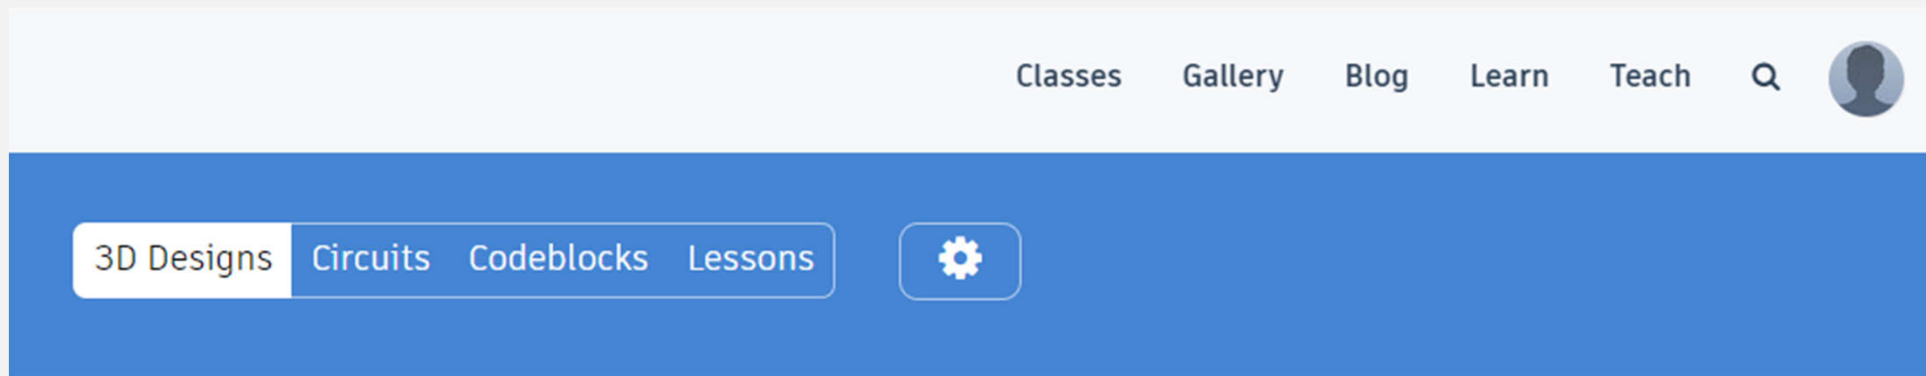 Classes Gallery Blog Learn Teach
3D Designs Circuits Codeblocks Lessons